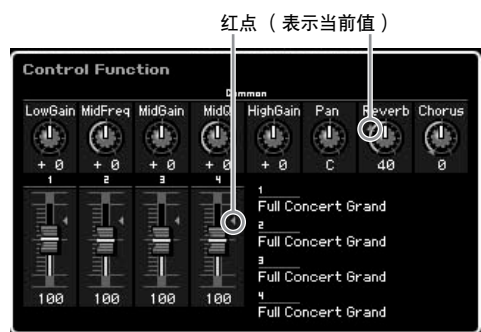 红点（表示当前值）
Control Function
Common
LowGain MidFreq MidGain MidQ HighGain Pan Reverb Chorus
+ 0 + 0 + 0 + 0 + 0 C 40 0
1 2 3 4
1
Full Concert Grand
2
Full Concert Grand
3
Full Concert Grand
4
Full Concert Grand
100 100 100 100